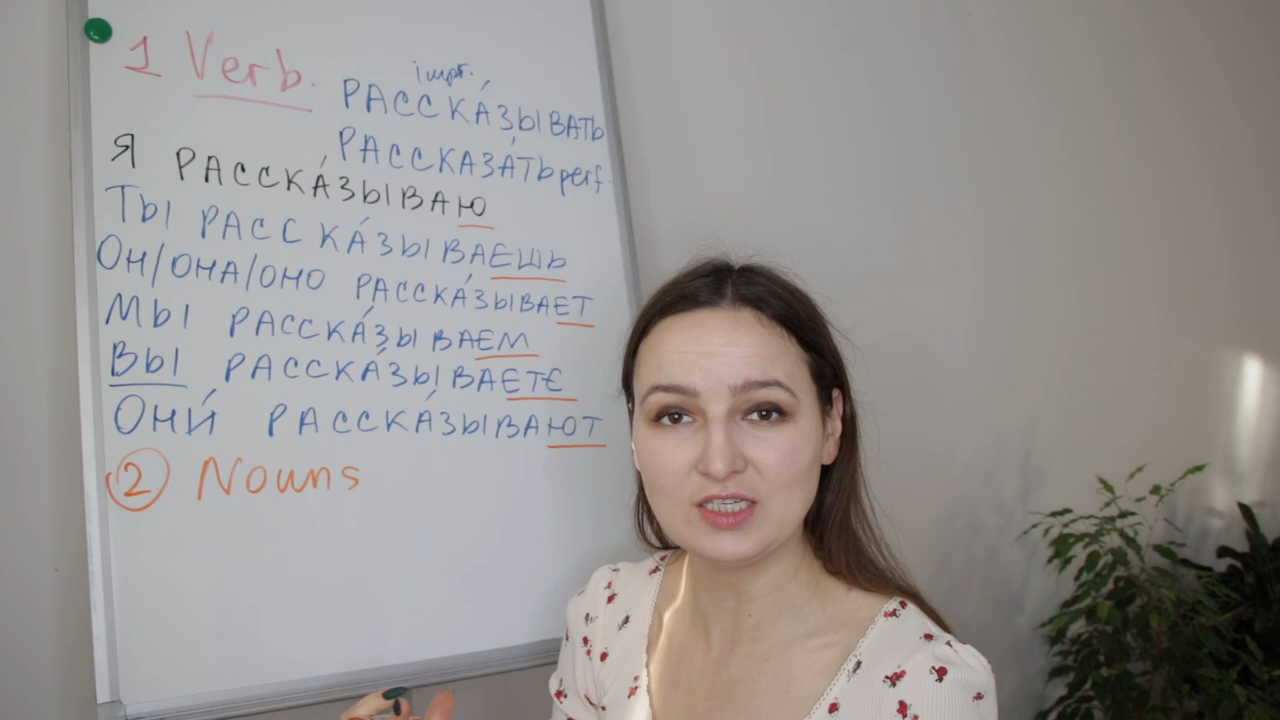 1 Verb.
impf.
РАССКА́ЗЫВАТЬ
РАССКАЗА́ТЬ perf.
Я РАССКА́ЗЫВАЮ
ТЫ РАССКА́ЗЫВАЕШЬ
ОН/ОНА/ОНО РАССКА́ЗЫВАЕТ
МЫ РАССКА́ЗЫВАЕМ
ВЫ РАССКА́ЗЫВАЕТЕ
ОНИ́ РАССКА́ЗЫВАЮТ
2 Nouns